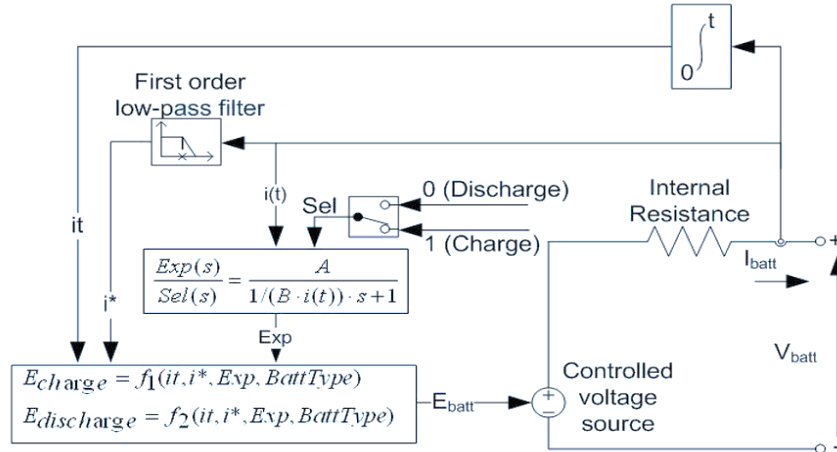 t
∫
0
First order
low-pass filter
it
i*
i(t)
Sel
0 (Discharge)
1 (Charge)
Internal
Resistance
+
I_batt
Exp(s) / Sel(s) = A / 1/(B · i(t)) · s+1
Exp
V_batt
E_charge = f_1(it, i*, Exp, BattType)
E_discharge = f_2(it, i*, Exp, BattType)
E_batt
+
−
Controlled
voltage
source
-